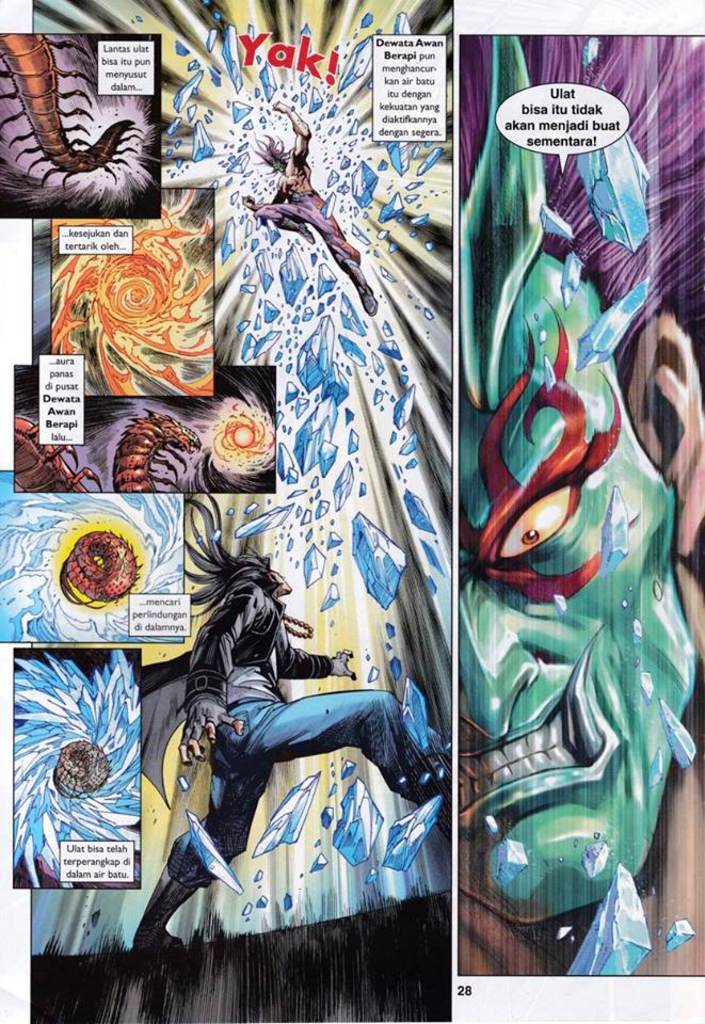 Lantas ulat
bisa itu pun
menyusut
dalam...
...kesejukan dan
tertarik oleh...
...aura
panas
di pusat
Dewata
Awan
Berapi
lalu...
...mencari
perlindungan
di dalamnya.
Ulat bisa telah
terperangkap di
dalam air batu.
Yak!
Dewata Awan
Berapi pun
menghancur-
kan air batu
itu dengan
kekuatan yang
diaktifkannya
dengan segera.
Ulat
bisa itu tidak
akan menjadi buat
sementara!
28